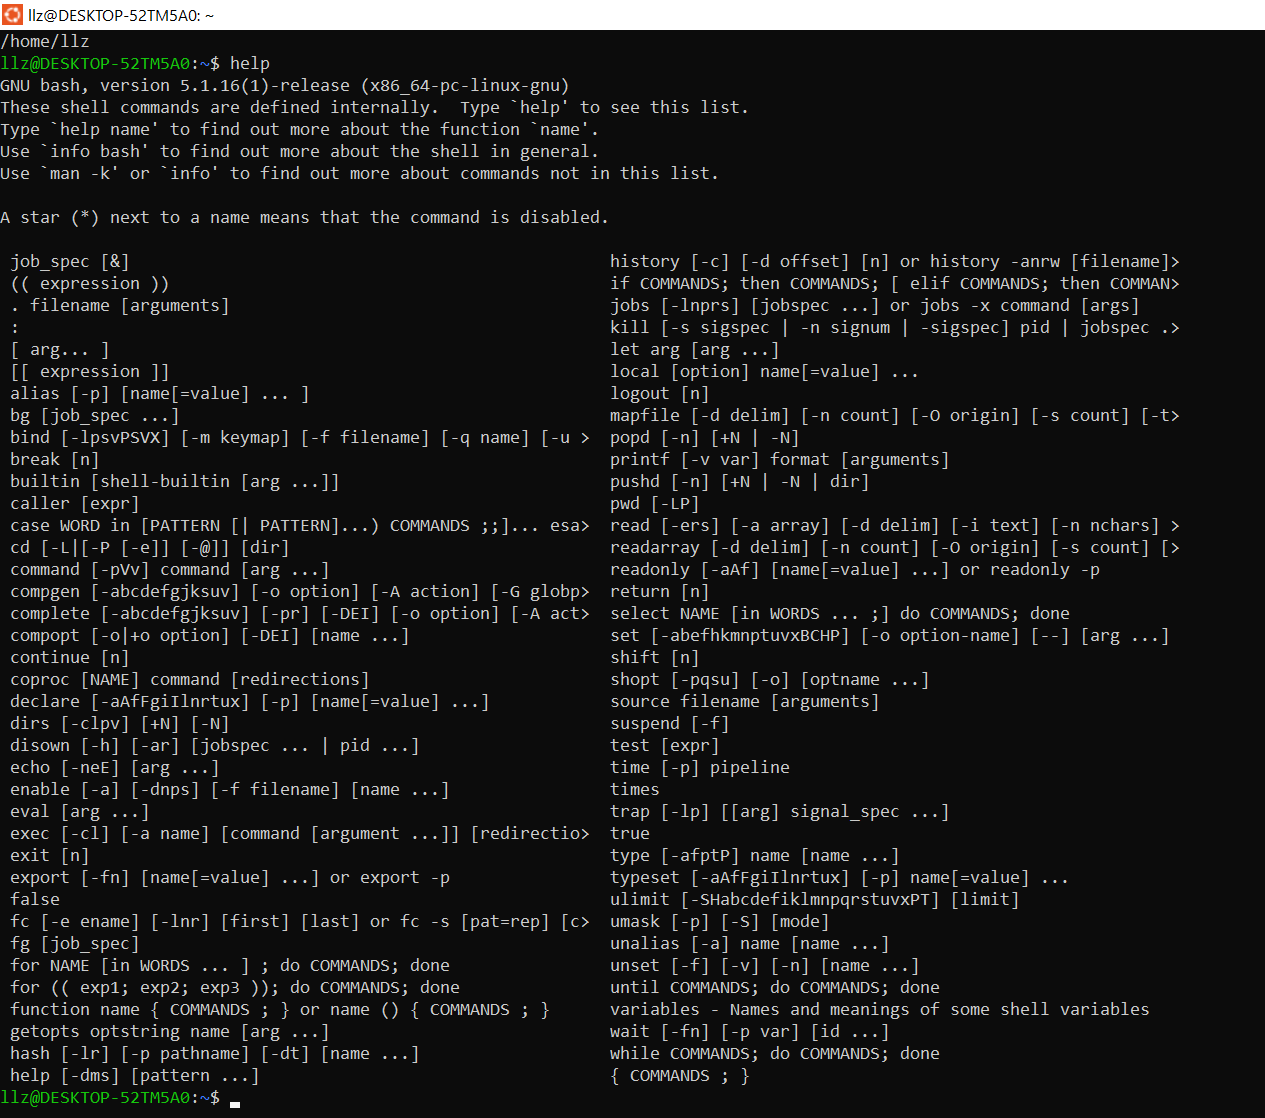 llz@DESKTOP-52TM5A0: ~
/home/llz
llz@DESKTOP-52TM5A0:~$ help
GNU bash, version 5.1.16(1)-release (x86_64-pc-linux-gnu)
These shell commands are defined internally.  Type `help' to see this list.
Type `help name' to find out more about the function `name'.
Use `info bash' to find out more about the shell in general.
Use `man -k' or `info' to find out more about commands not in this list.

A star (*) next to a name means that the command is disabled.

 job_spec [&]                                                history [-c] [-d offset] [n] or history -anrw [filename]>
 (( expression ))                                            if COMMANDS; then COMMANDS; [ elif COMMANDS; then COMMAN>
 . filename [arguments]                                      jobs [-lnprs] [jobspec ...] or jobs -x command [args]
 :                                                           kill [-s sigspec | -n signum | -sigspec] pid | jobspec .>
 [ arg... ]                                                  let arg [arg ...]
 [[ expression ]]                                            local [option] name[=value] ...
 alias [-p] [name[=value] ... ]                              logout [n]
 bg [job_spec ...]                                           mapfile [-d delim] [-n count] [-O origin] [-s count] [-t>
 bind [-lpsvPSVX] [-m keymap] [-f filename] [-q name] [-u >  popd [-n] [+N | -N]
 break [n]                                                   printf [-v var] format [arguments]
 builtin [shell-builtin [arg ...]]                           pushd [-n] [+N | -N | dir]
 caller [expr]                                               pwd [-LP]
 case WORD in [PATTERN [| PATTERN]...) COMMANDS ;;]... esa>  read [-ers] [-a array] [-d delim] [-i text] [-n nchars] >
 cd [-L|[-P [-e]] [-@]] [dir]                                readarray [-d delim] [-n count] [-O origin] [-s count] [>
 command [-pVv] command [arg ...]                            readonly [-aAf] [name[=value] ...] or readonly -p
 compgen [-abcdefgjksuv] [-o option] [-A action] [-G globp>  return [n]
 complete [-abcdefgjksuv] [-pr] [-DEI] [-o option] [-A act>  select NAME [in WORDS ... ;] do COMMANDS; done
 compopt [-o|+o option] [-DEI] [name ...]                    set [-abefhkmnptuvxBCHP] [-o option-name] [--] [arg ...]
 continue [n]                                                shift [n]
 coproc [NAME] command [redirections]                        shopt [-pqsu] [-o] [optname ...]
 declare [-aAfFgiIlnrtux] [-p] [name[=value] ...]            source filename [arguments]
 dirs [-clpv] [+N] [-N]                                      suspend [-f]
 disown [-h] [-ar] [jobspec ... | pid ...]                   test [expr]
 echo [-neE] [arg ...]                                       time [-p] pipeline
 enable [-a] [-dnps] [-f filename] [name ...]                times
 eval [arg ...]                                              trap [-lp] [[arg] signal_spec ...]
 exec [-cl] [-a name] [command [argument ...]] [redirectio>  true
 exit [n]                                                    type [-afptP] name [name ...]
 export [-fn] [name[=value] ...] or export -p                typeset [-aAfFgiIlnrtux] [-p] name[=value] ...
 false                                                       ulimit [-SHabcdefiklmnpqrstuvxPT] [limit]
 fc [-e ename] [-lnr] [first] [last] or fc -s [pat=rep] [c>  umask [-p] [-S] [mode]
 fg [job_spec]                                               unalias [-a] name [name ...]
 for NAME [in WORDS ... ] ; do COMMANDS; done                unset [-f] [-v] [-n] [name ...]
 for (( exp1; exp2; exp3 )); do COMMANDS; done               until COMMANDS; do COMMANDS; done
 function name { COMMANDS ; } or name () { COMMANDS ; }      variables - Names and meanings of some shell variables
 getopts optstring name [arg ...]                            wait [-fn] [-p var] [id ...]
 hash [-lr] [-p pathname] [-dt] [name ...]                   while COMMANDS; do COMMANDS; done
 help [-dms] [pattern ...]                                   { COMMANDS ; }
llz@DESKTOP-52TM5A0:~$